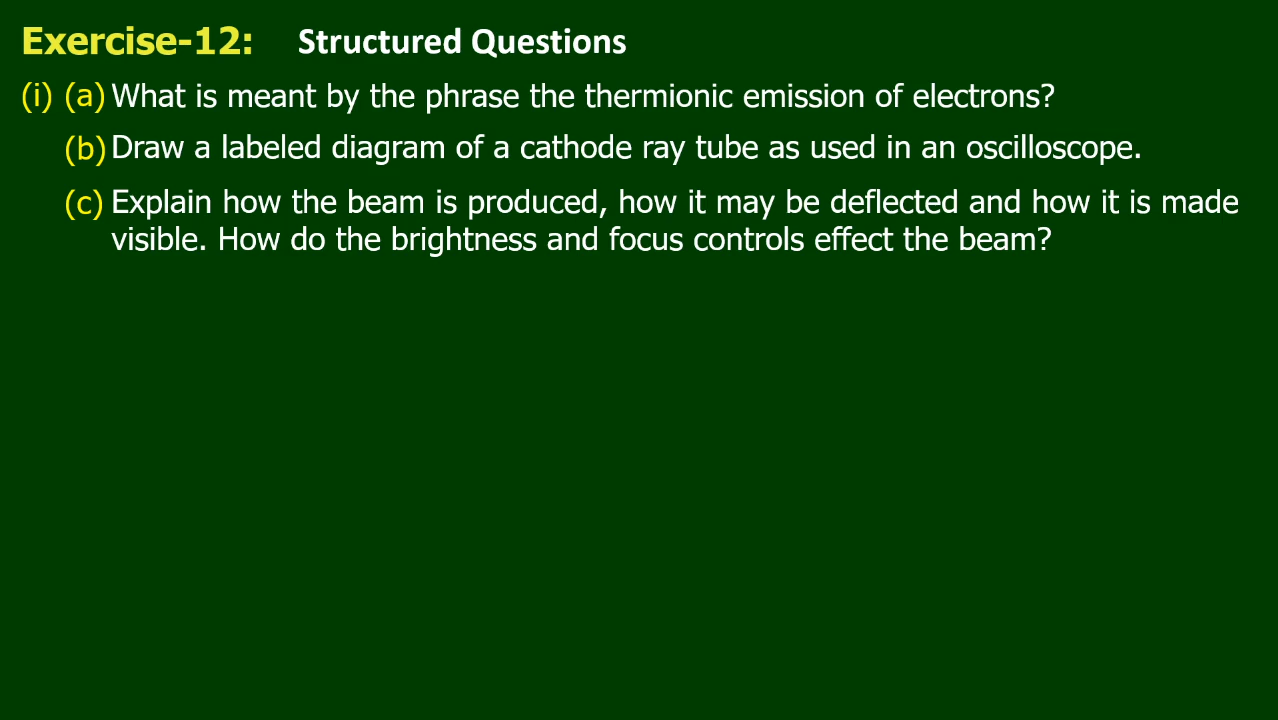 Exercise-12: Structured Questions
(i) (a) What is meant by the phrase the thermionic emission of electrons?
(b) Draw a labeled diagram of a cathode ray tube as used in an oscilloscope.
(c) Explain how the beam is produced, how it may be deflected and how it is made
visible. How do the brightness and focus controls effect the beam?